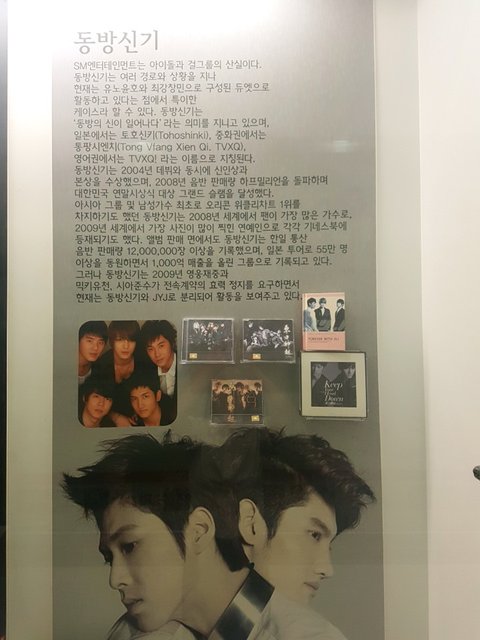 동방신기
SM엔터테인먼트는 아이돌과 걸그룹의 산실이다.
동방신기는 여러 경로와 상황을 지나
현재는 유노윤호와 최강창민으로 구성된 듀엣으로
활동하고 있다는 점에서 특이한
케이스라 할 수 있다. 동방신기는
'동방의 신이 일어나다' 라는 의미를 지니고 있으며,
일본에서는 토호신키(Tohoshinki), 중화권에서는
통팡시엔치(Tong Vfang Xien Qi, TVXQ),
영어권에서는 TVXQ! 라는 이름으로 지칭된다.
동방신기는 2004년 데뷔와 동시에 신인상과
본상을 수상했으며, 2008년 음반 판매량 하프밀리언을 돌파하며
대한민국 연말시상식 대상 그랜드 슬램을 달성했다.
아시아 그룹 및 남성가수 최초로 오리콘 위클리차트 1위를
차지하기도 했던 동방신기는 2008년 세계에서 팬이 가장 많은 가수로,
2009년 세계에서 가장 사진이 많이 찍힌 연예인으로 각각 기네스북에
등재되기도 했다. 앨범 판매 면에서도 동방신기는 한일 통산
음반 판매량 12,000,000장 이상을 기록했으며, 일본 투어로 55만 명
이상을 동원하면서 1,000억 매출을 올린 그룹으로 기록되고 있다.
그러나 동방신기는 2009년 영웅재중과
믹키유천, 시아준수가 전속계약의 효력 정지를 요구하면서
현재는 동방신기와 JYJ로 분리되어 활동을 보여주고 있다.
東方神起
FOREVER WITH YOU
Keep
Your
Head
Down